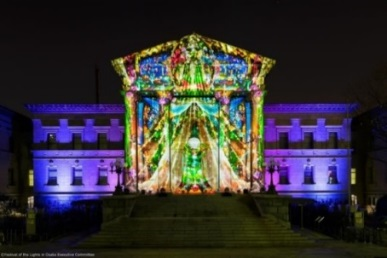 ©Festival of the Lights in Osaka Executive Committee.